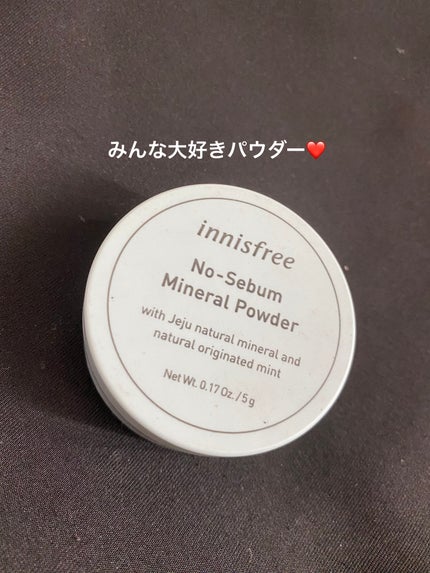 みんな大好きパウダー❤️
innisfree
No-Sebum
Mineral Powder
with Jeju natural mineral and
natural originated mint
Net Wt. 0.17 Oz. / 5 g